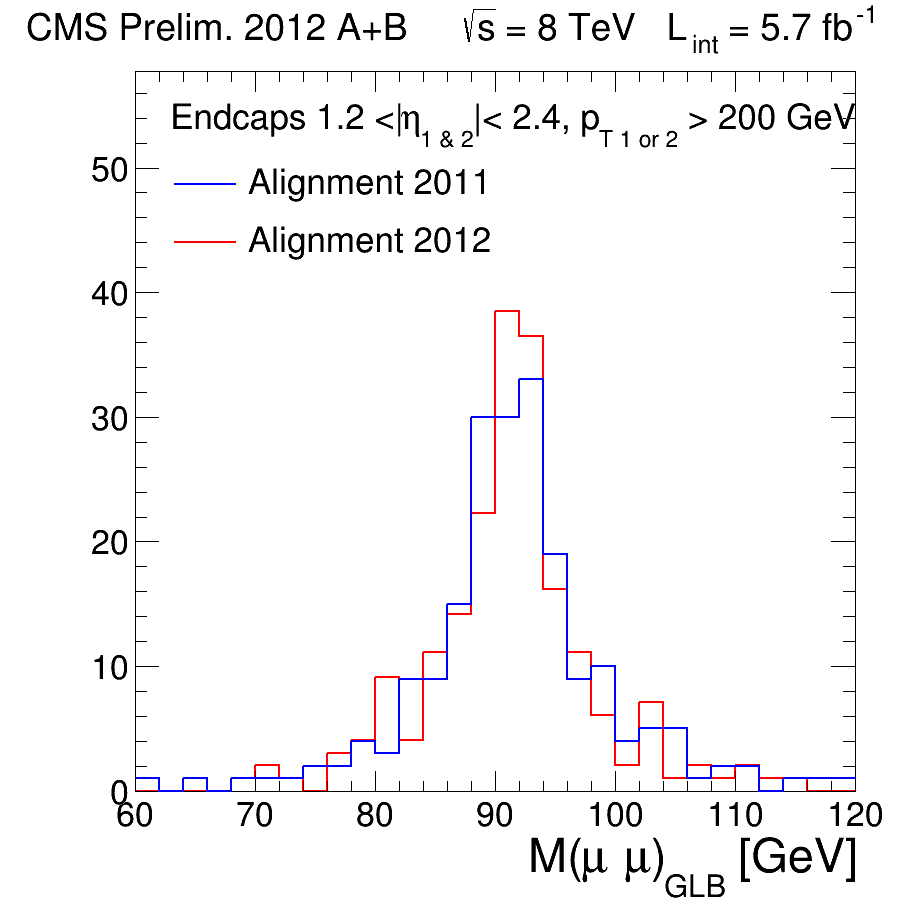 CMS Prelim. 2012 A+B √s = 8 TeV L_int = 5.7 fb^-1
Endcaps 1.2 <|η_1 & 2|< 2.4, p_T 1 or 2 > 200 GeV
Alignment 2011
Alignment 2012
50
40
30
20
10
0
60 70 80 90 100 110 120
M(μ μ)_GLB [GeV]